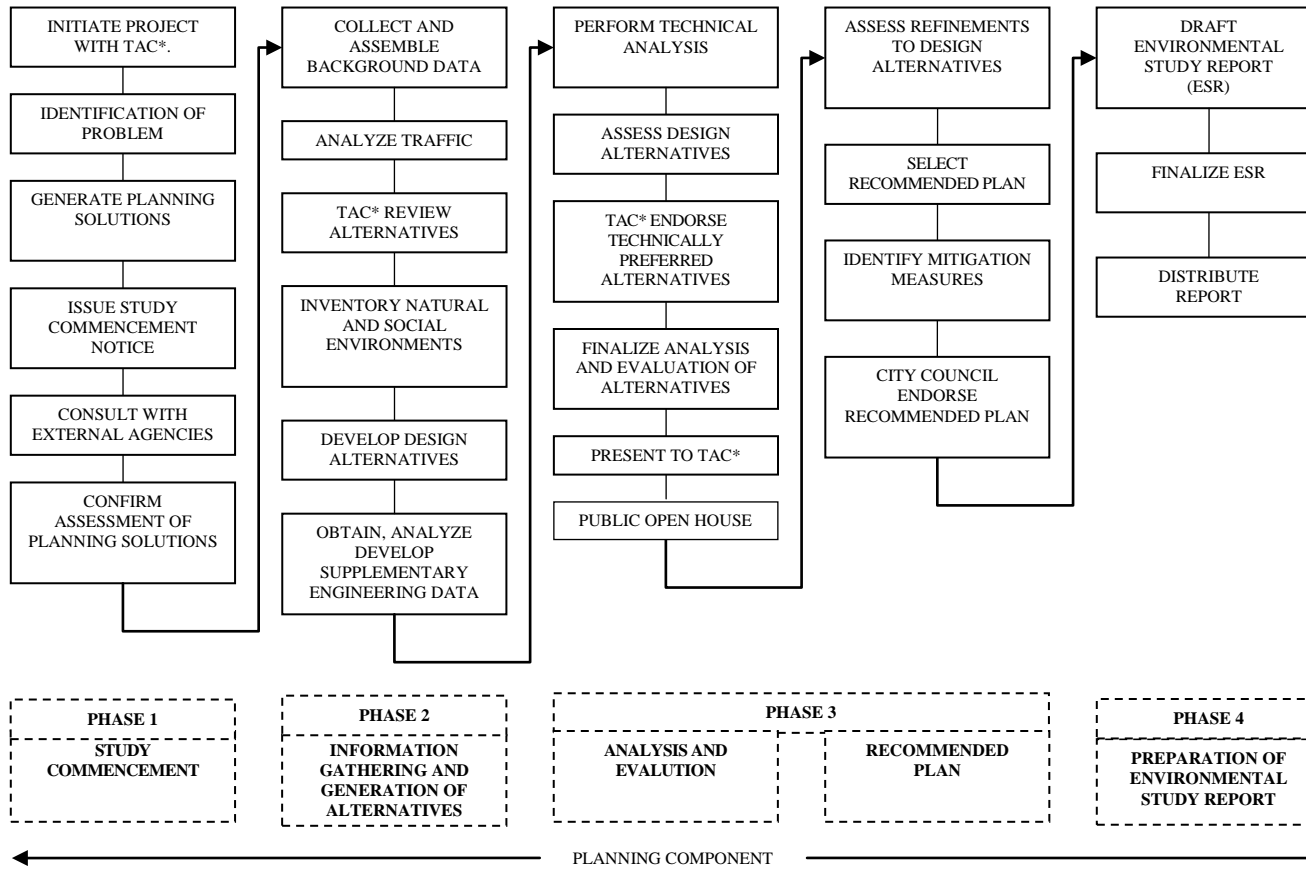 INITIATE PROJECT
WITH TAC*.
IDENTIFICATION OF
PROBLEM
GENERATE PLANNING
SOLUTIONS
ISSUE STUDY
COMMENCEMENT
NOTICE
CONSULT WITH
EXTERNAL AGENCIES
CONFIRM
ASSESSMENT OF
PLANNING SOLUTIONS
COLLECT AND
ASSEMBLE
BACKGROUND DATA
ANALYZE TRAFFIC
TAC* REVIEW
ALTERNATIVES
INVENTORY NATURAL
AND SOCIAL
ENVIRONMENTS
DEVELOP DESIGN
ALTERNATIVES
OBTAIN, ANALYZE
DEVELOP
SUPPLEMENTARY
ENGINEERING DATA
PERFORM TECHNICAL
ANALYSIS
ASSESS DESIGN
ALTERNATIVES
TAC* ENDORSE
TECHNICALLY
PREFERRED
ALTERNATIVES
FINALIZE ANALYSIS
AND EVALUATION OF
ALTERNATIVES
PRESENT TO TAC*
PUBLIC OPEN HOUSE
ASSESS REFINEMENTS
TO DESIGN
ALTERNATIVES
SELECT
RECOMMENDED PLAN
IDENTIFY MITIGATION
MEASURES
CITY COUNCIL
ENDORSE
RECOMMENDED PLAN
DRAFT
ENVIRONMENTAL
STUDY REPORT
(ESR)
FINALIZE ESR
DISTRIBUTE
REPORT
PHASE 1
STUDY
COMMENCEMENT
PHASE 2
INFORMATION
GATHERING AND
GENERATION OF
ALTERNATIVES
PHASE 3
ANALYSIS AND
EVALUTION
RECOMMENDED
PLAN
PHASE 4
PREPARATION OF
ENVIRONMENTAL
STUDY REPORT
PLANNING COMPONENT